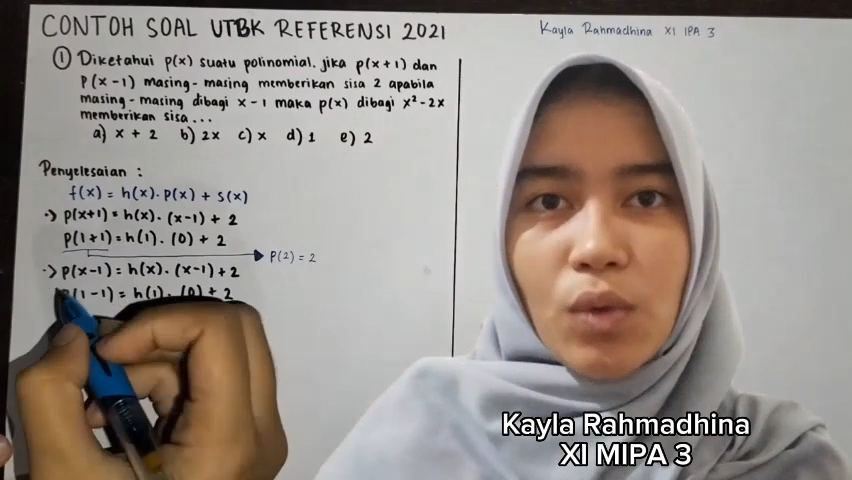 CONTOH SOAL UTBK REFERENSI 2021
Kayla Rahmadhina XI IPA 3
① Diketahui p(x) suatu polinomial. jika p(x+1) dan
P(x-1) masing-masing memberikan sisa 2 apabila
masing-masing dibagi x-1 maka p(x) dibagi x²-2x
memberikan sisa...
a) x+2 b) 2x c) x d) 1 e) 2
Penyelesaian :
f(x) = h(x). p(x) + s(x)
·> p(x+1) = h(x). (x-1) + 2
p(1+1) = h(1). (0) + 2
P(2) = 2
·> p(x-1) = h(x). (x-1) + 2
p(1-1) = h(1). (0) + 2
Kayla Rahmadhina
XI MIPA 3